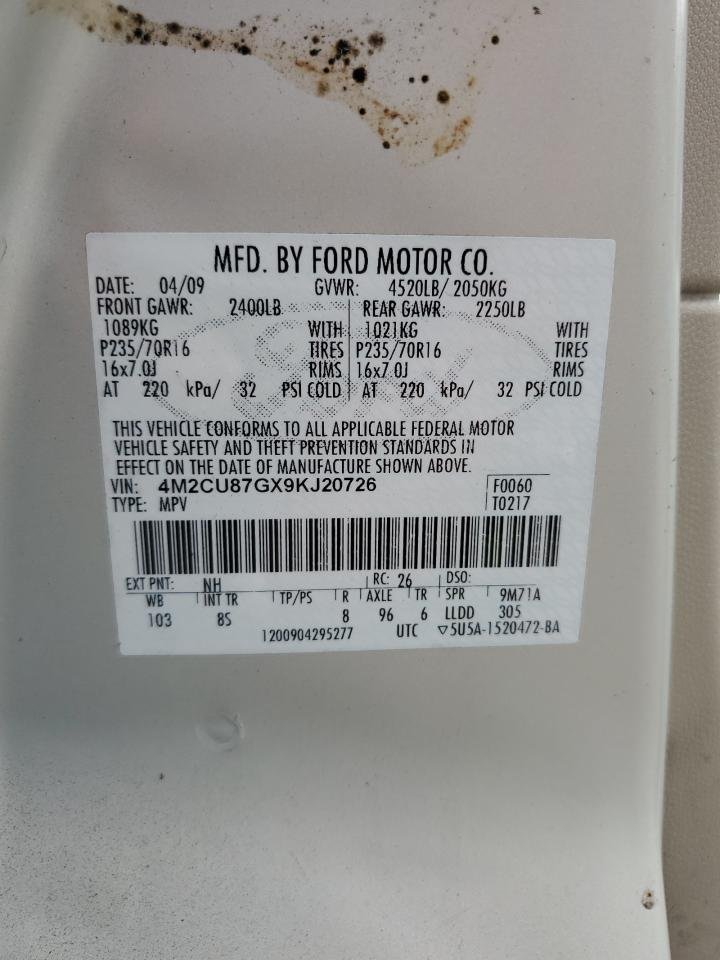 MFD. BY FORD MOTOR CO.
DATE: 04/09 GVWR: 4520LB/ 2050KG
FRONT GAWR: 2400LB REAR GAWR: 2250LB
1089KG WITH 1021KG WITH
P235/70R16 TIRES P235/70R16 TIRES
16x7.0J RIMS 16x7.0J RIMS
AT 220 kPa/ 32 PSI COLD AT 220 kPa/ 32 PSI COLD
THIS VEHICLE CONFORMS TO ALL APPLICABLE FEDERAL MOTOR
VEHICLE SAFETY AND THEFT PREVENTION STANDARDS IN
EFFECT ON THE DATE OF MANUFACTURE SHOWN ABOVE.
VIN: 4M2CU87GX9KJ20726 F0060
TYPE: MPV T0217
EXT PNT: NH RC: 26 DSO:
WB INT TR TP/PS R AXLE TR SPR 9M71A
103 8S 8 96 6 LLDD 305
1200904295277 UTC ▽5U5A-1520472-BA